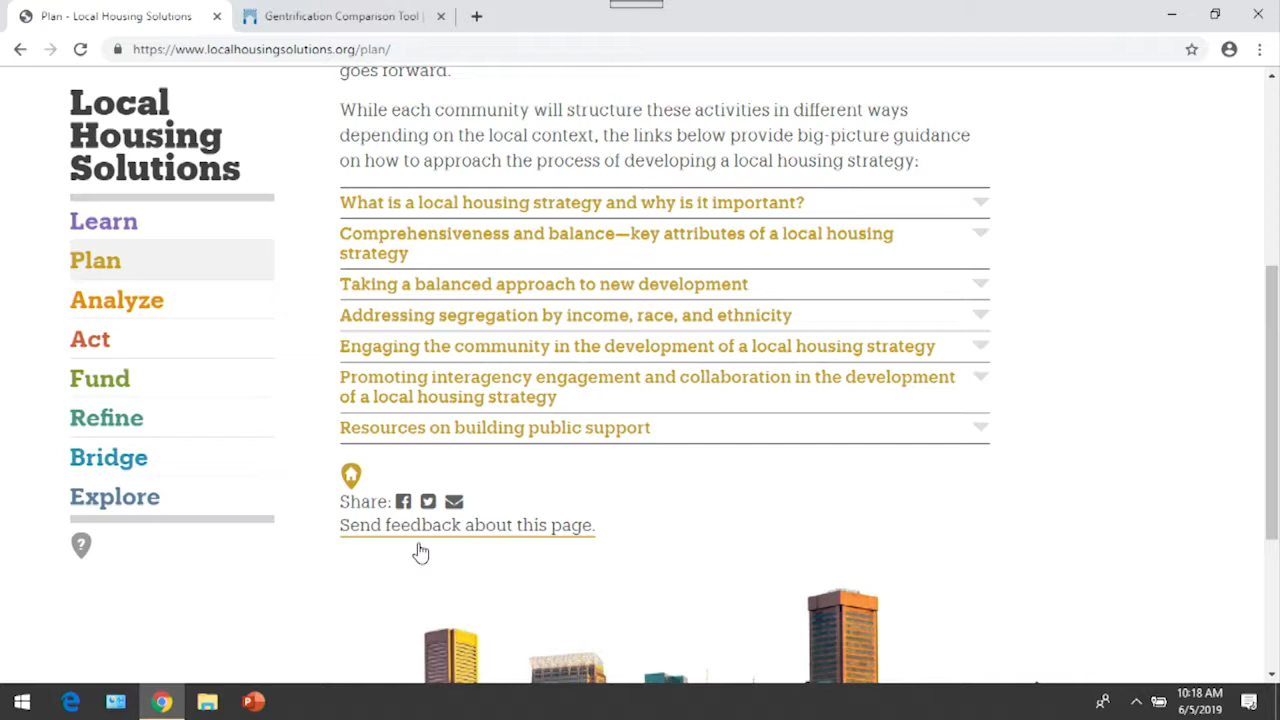 Plan - Local Housing Solutions
Gentrification Comparison Tool |
https://www.localhousingsolutions.org/plan/
goes forward.
While each community will structure these activities in different ways
depending on the local context, the links below provide big-picture guidance
on how to approach the process of developing a local housing strategy:
Local
Housing
Solutions
Learn
Plan
Analyze
Act
Fund
Refine
Bridge
Explore
?
What is a local housing strategy and why is it important?
Comprehensiveness and balance—key attributes of a local housing
strategy
Taking a balanced approach to new development
Addressing segregation by income, race, and ethnicity
Engaging the community in the development of a local housing strategy
Promoting interagency engagement and collaboration in the development
of a local housing strategy
Resources on building public support
Share:
Send feedback about this page.
10:18 AM
6/5/2019